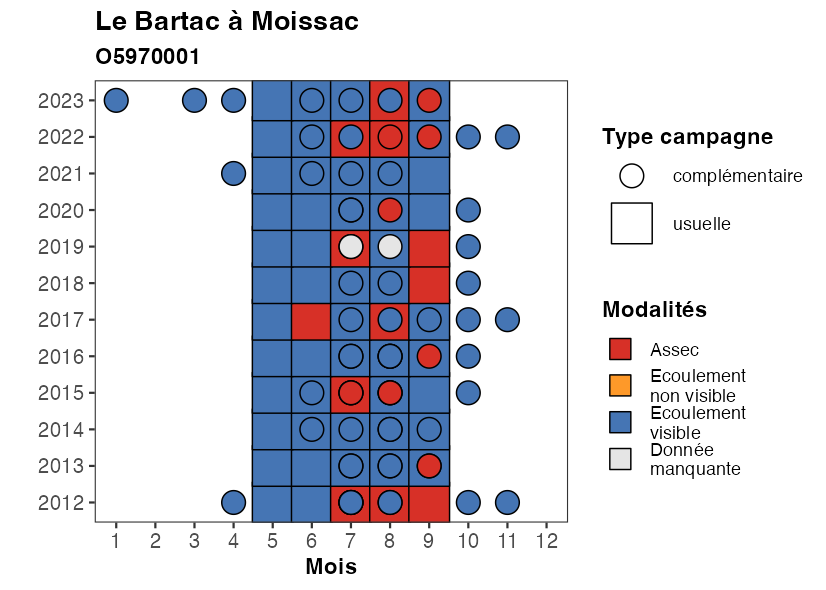 Le Bartac à Moissac
O5970001
2023
2022
2021
2020
2019
2018
2017
2016
2015
2014
2013
2012
1 2 3 4 5 6 7 8 9 10 11 12
Mois
Type campagne
complémentaire
usuelle
Modalités
Assec
Ecoulement
non visible
Ecoulement
visible
Donnée
manquante